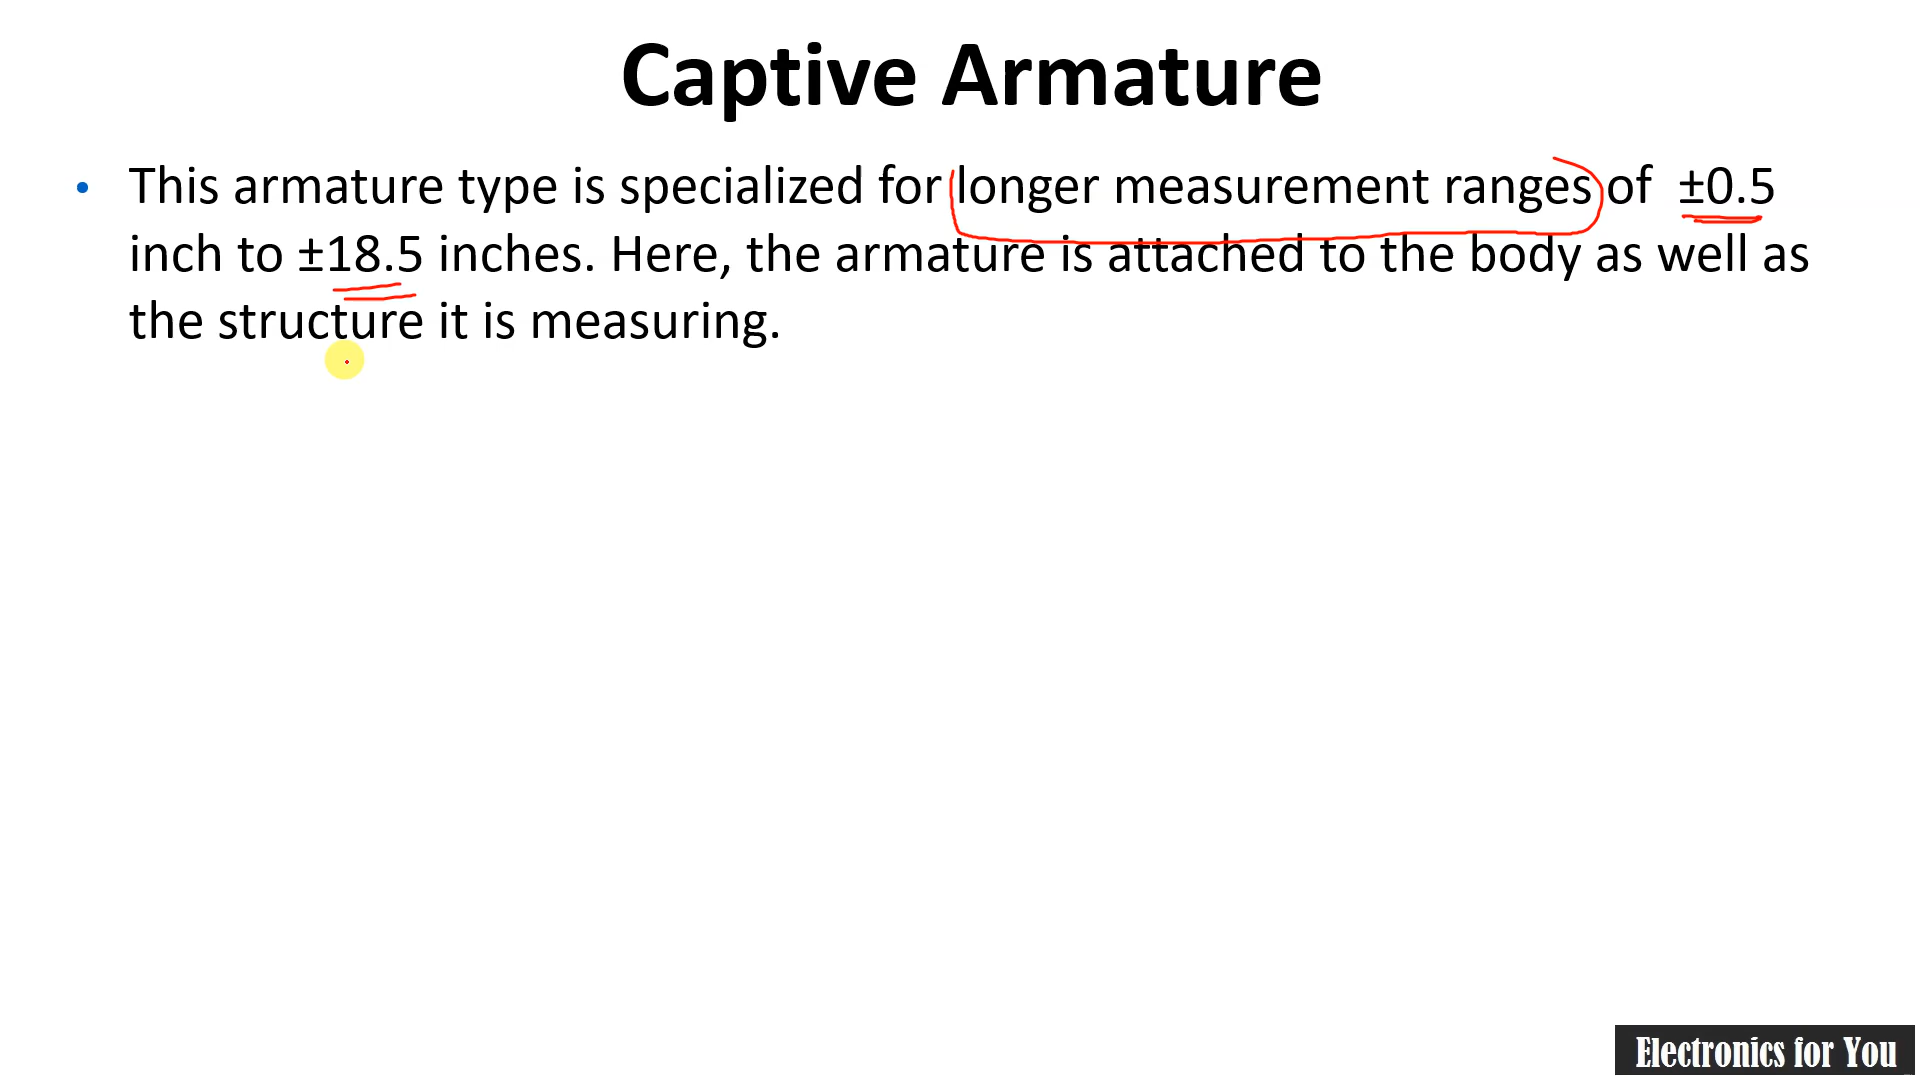 Captive Armature
• This armature type is specialized for longer measurement ranges of ±0.5
inch to ±18.5 inches. Here, the armature is attached to the body as well as
the structure it is measuring.
Electronics for You